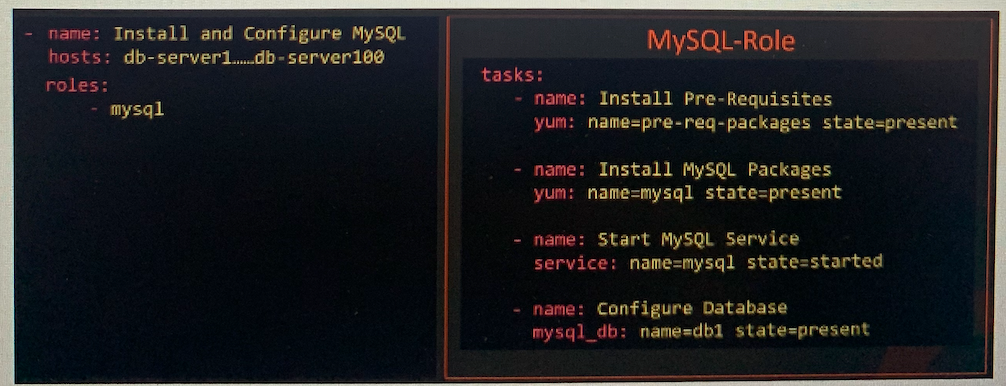 - name: Install and Configure MySQL
hosts: db-server1......db-server100
roles:
- mysql
MySQL-Role
tasks:
- name: Install Pre-Requisites
yum: name=pre-req-packages state=present
- name: Install MySQL Packages
yum: name=mysql state=present
- name: Start MySQL Service
service: name=mysql state=started
- name: Configure Database
mysql_db: name=db1 state=present